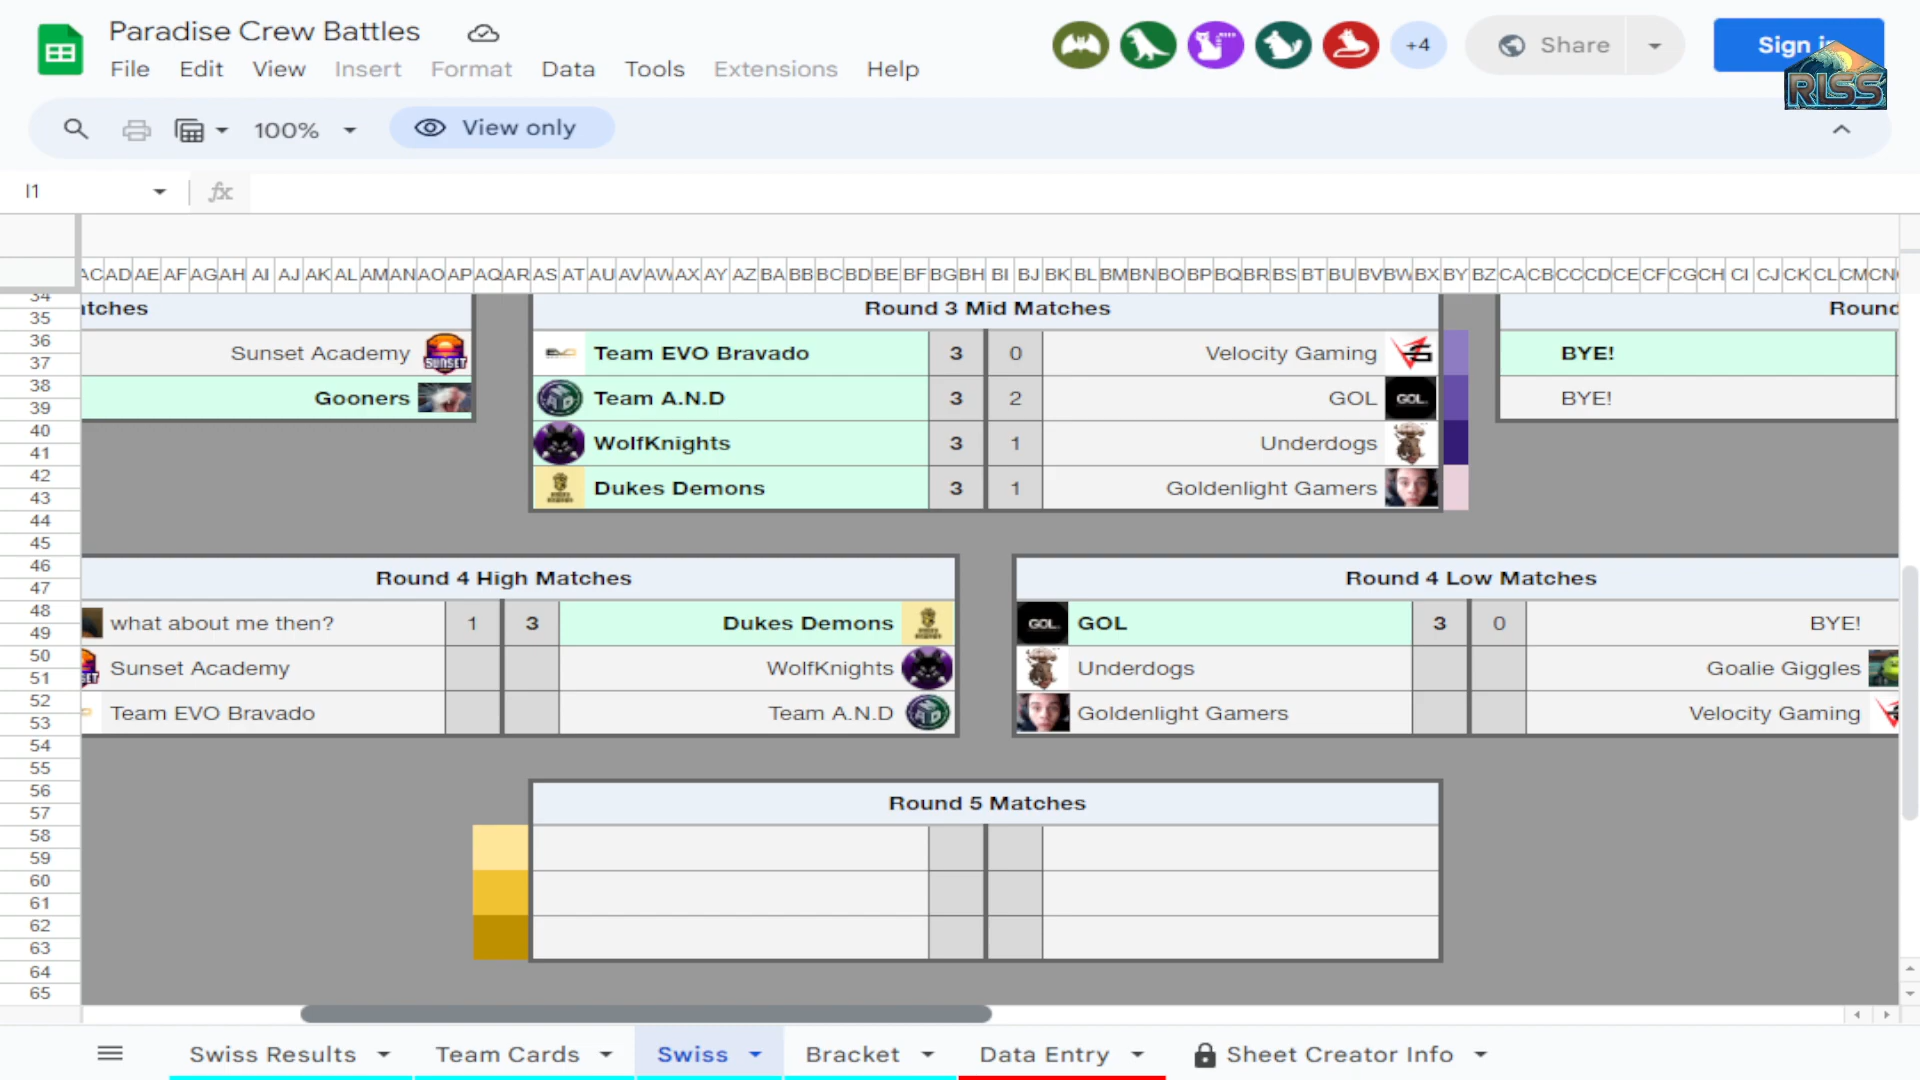 Paradise Crew Battles
File Edit View Insert Format Data Tools Extensions Help
+4 Share
RLSS
100% View only
I1 fx
AC AD AE AF AG AH AI AJ AK AL AM AN AO AP AQ AR AS AT AU AV AW AX AY AZ BA BB BC BD BE BF BG BH BI BJ BK BL BM BN BO BP BQ BR BS BT BU BV BW BX BY BZ CA CB CC CD CE CF CG CH CI CJ CK CL CM CN
34
35 Round 3 Mid Matches Round
36 Sunset Academy SUNSET Team EVO Bravado 3 0 Velocity Gaming BYE!
37
38 Gooners Team A.N.D 3 2 GOL GOL. BYE!
39
40 WolfKnights 3 1 Underdogs
41
42 Dukes Demons 3 1 Goldenlight Gamers
43
44
45
46 Round 4 High Matches Round 4 Low Matches
47
48 what about me then? 1 3 Dukes Demons GOL. GOL 3 0 BYE!
49
50 Sunset Academy WolfKnights Underdogs Goalie Giggles
51
52 Team EVO Bravado Team A.N.D Goldenlight Gamers Velocity Gaming
53
54
55
56 Round 5 Matches
57
58
59
60
61
62
63
64
65
Swiss Results Team Cards Swiss Bracket Data Entry Sheet Creator Info